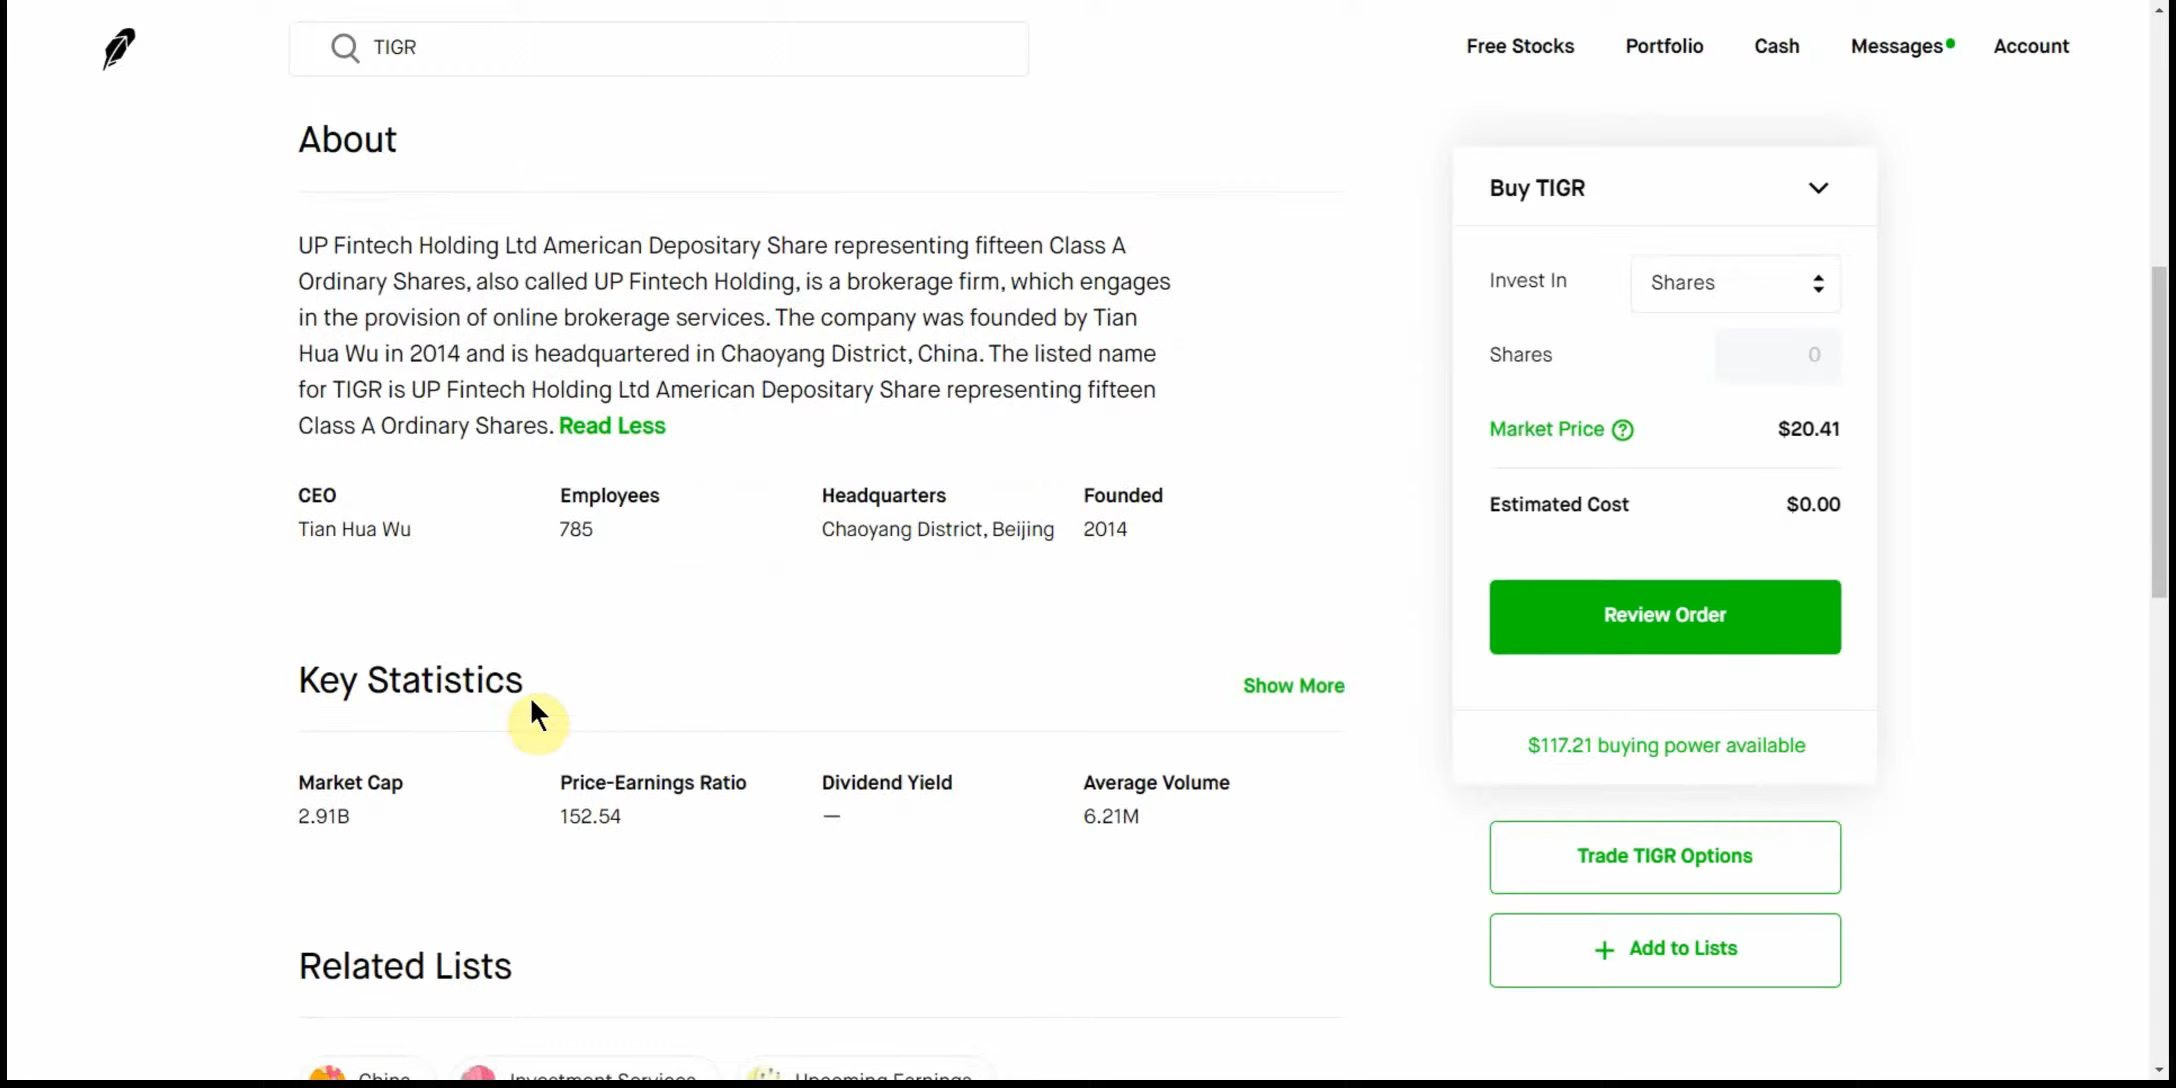 TIGR
Free Stocks
Portfolio
Cash
Messages
Account
About
UP Fintech Holding Ltd American Depositary Share representing fifteen Class A
Ordinary Shares, also called UP Fintech Holding, is a brokerage firm, which engages
in the provision of online brokerage services. The company was founded by Tian
Hua Wu in 2014 and is headquartered in Chaoyang District, China. The listed name
for TIGR is UP Fintech Holding Ltd American Depositary Share representing fifteen
Class A Ordinary Shares. Read Less
CEO
Tian Hua Wu
Employees
785
Headquarters
Chaoyang District, Beijing
Founded
2014
Key Statistics
Show More
Market Cap
2.91B
Price-Earnings Ratio
152.54
Dividend Yield
—
Average Volume
6.21M
Related Lists
China
Investment Services
Upcoming Earnings
Buy TIGR
Invest In
Shares
Shares
0
Market Price ?
$20.41
Estimated Cost
$0.00
Review Order
$117.21 buying power available
Trade TIGR Options
+ Add to Lists